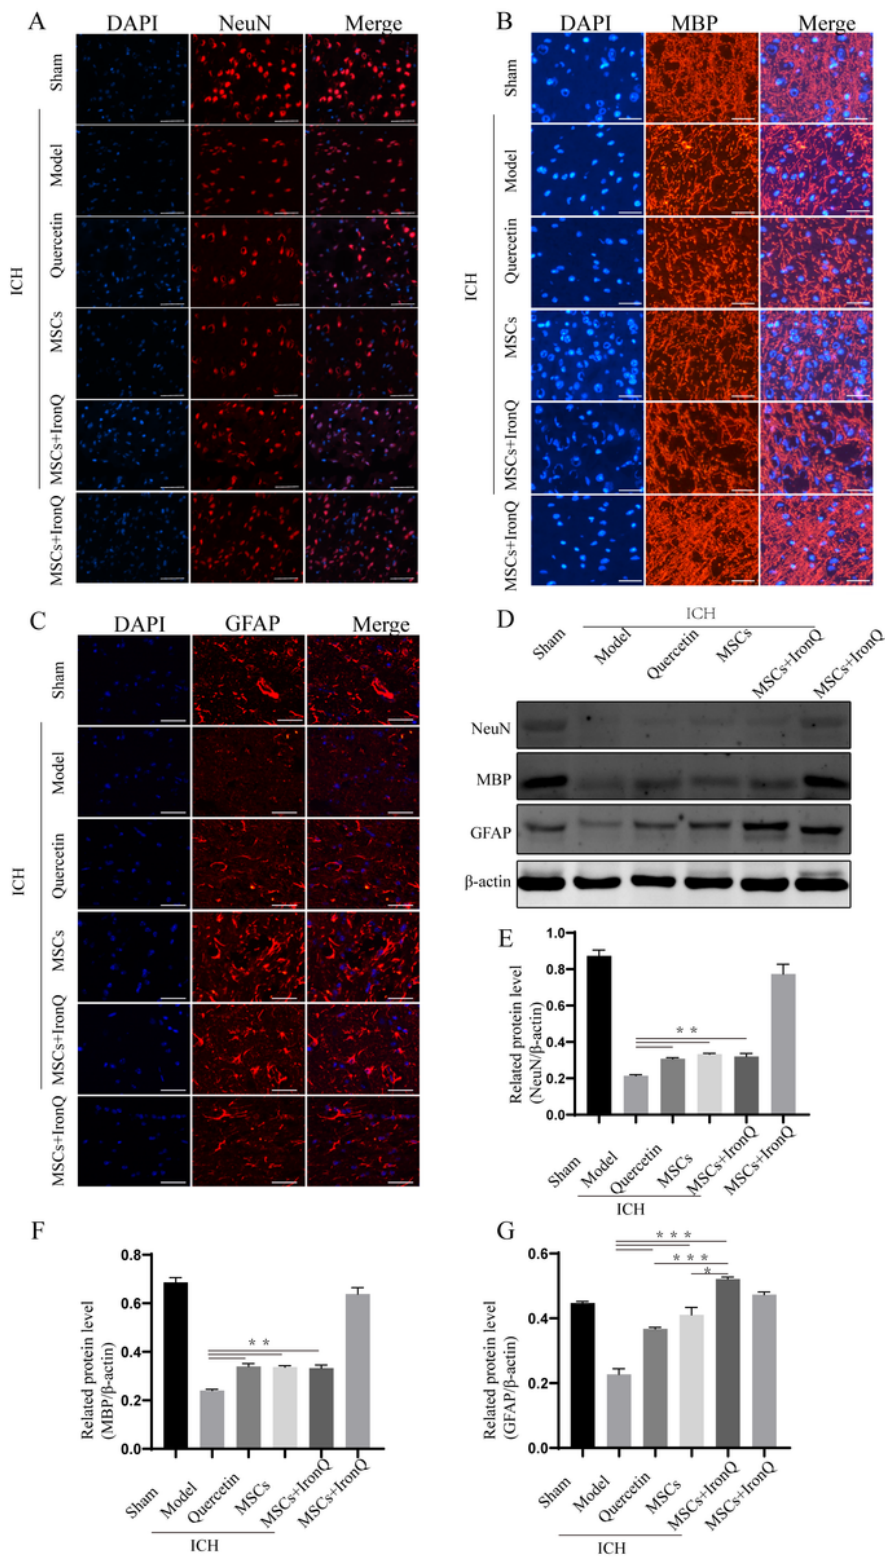 A
DAPI NeuN Merge
Sham
Model
Quercetin
MSCs
MSCs+IronQ
MSCs+IronQ
ICH
B
DAPI MBP Merge
Sham
Model
Quercetin
MSCs
MSCs+IronQ
MSCs+IronQ
ICH
C
DAPI GFAP Merge
Sham
Model
Quercetin
MSCs
MSCs+IronQ
MSCs+IronQ
ICH
D
ICH
Sham Model Quercetin MSCs MSCs+IronQ MSCs+IronQ
NeuN
MBP
GFAP
β-actin
E
Related protein level
(NeuN/β-actin)
1.0
0.8
0.6
0.4
0.2
0.0
* *
Sham Model Quercetin MSCs MSCs+IronQ MSCs+IronQ
ICH
F
Related protein level
(MBP/β-actin)
0.8
0.6
0.4
0.2
0.0
* *
Sham Model Quercetin MSCs MSCs+IronQ MSCs+IronQ
ICH
G
Related protein level
(GFAP/β-actin)
0.6
0.4
0.2
0.0
* * *
* * *
*
Sham Model Quercetin MSCs MSCs+IronQ MSCs+IronQ
ICH